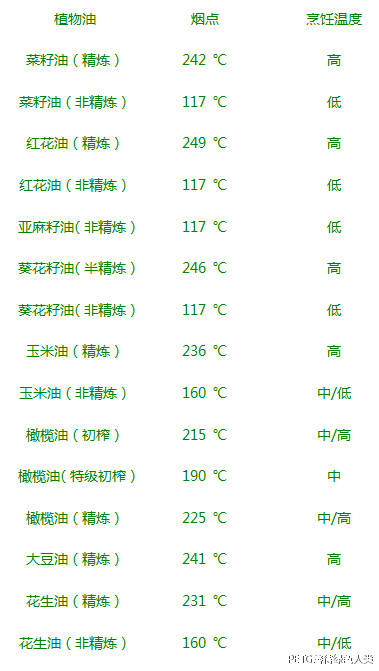 植物油 烟点 烹饪温度
菜籽油（精炼） 242 ℃ 高
菜籽油（非精炼） 117 ℃ 低
红花油（精炼） 249 ℃ 高
红花油（非精炼） 117 ℃ 低
亚麻籽油（非精炼） 117 ℃ 低
葵花籽油（半精炼） 246 ℃ 高
葵花籽油（非精炼） 117 ℃ 低
玉米油（精炼） 236 ℃ 高
玉米油（非精炼） 160 ℃ 中/低
橄榄油（初榨） 215 ℃ 中/高
橄榄油（特级初榨） 190 ℃ 中
橄榄油（精炼） 225 ℃ 中/高
大豆油（精炼） 241 ℃ 高
花生油（精炼） 231 ℃ 中/高
花生油（非精炼） 160 ℃ 中/低